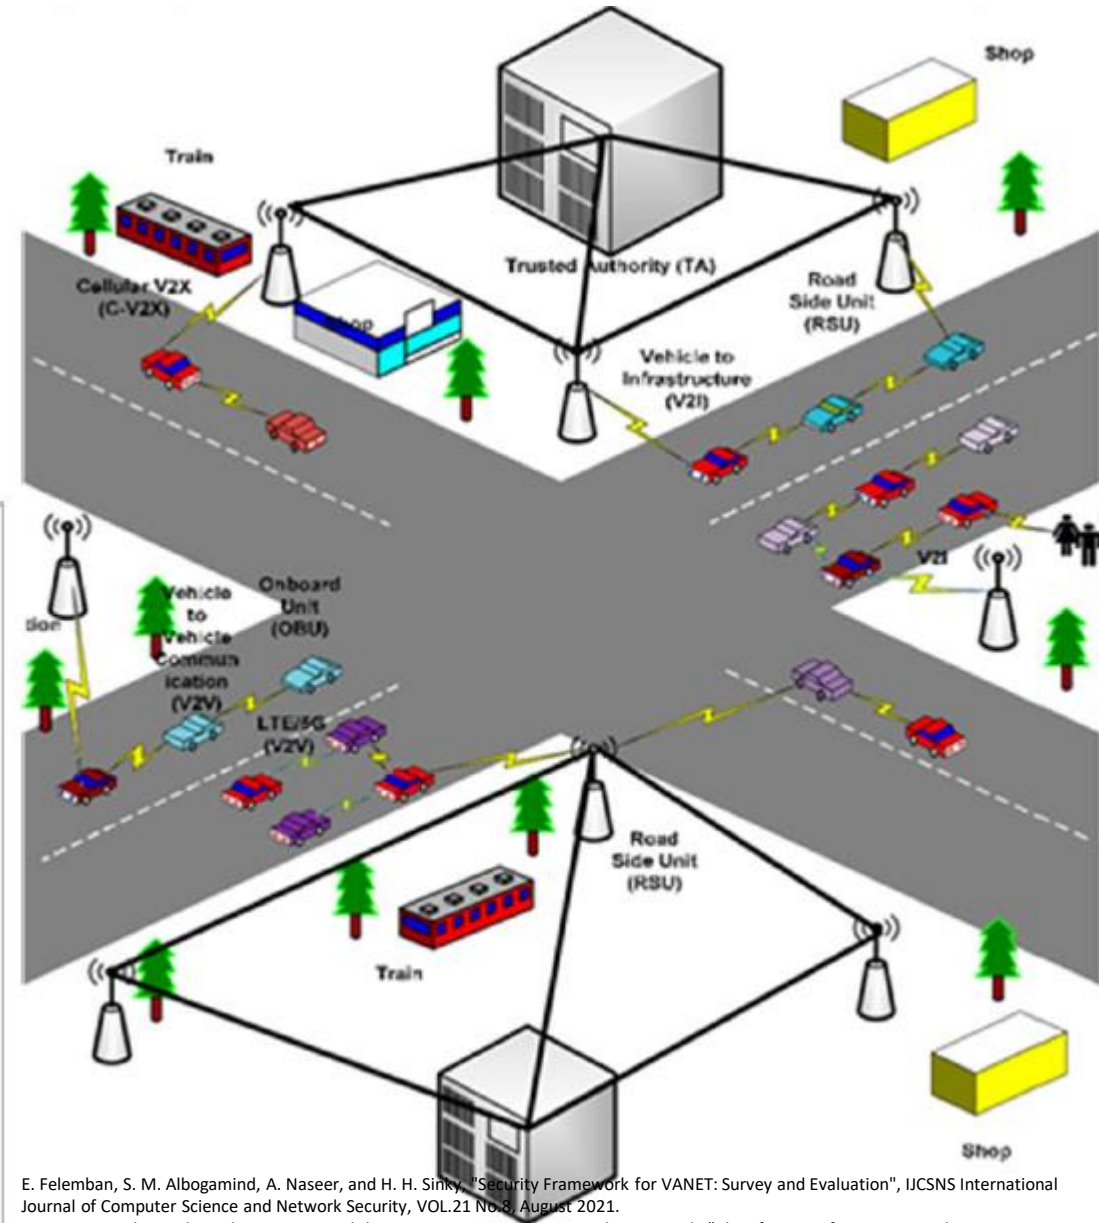 Shop
Train
Trusted Authority (TA)
Cellular V2X
(C-V2X)
Road
Side Unit
(RSU)
Shop
Vehicle to
Infrastructure
(V2I)
V2I
Onboard
Unit
(OBU)
Vehicle
to
Vehicle
Commun
ication
(V2V)
tion
LTE/5G
(V2V)
Road
Side Unit
(RSU)
Train
Shop
E. Felemban, S. M. Albogamind, A. Naseer, and H. H. Sinky, "Security Framework for VANET: Survey and Evaluation", IJCSNS International
Journal of Computer Science and Network Security, VOL.21 No.8, August 2021.